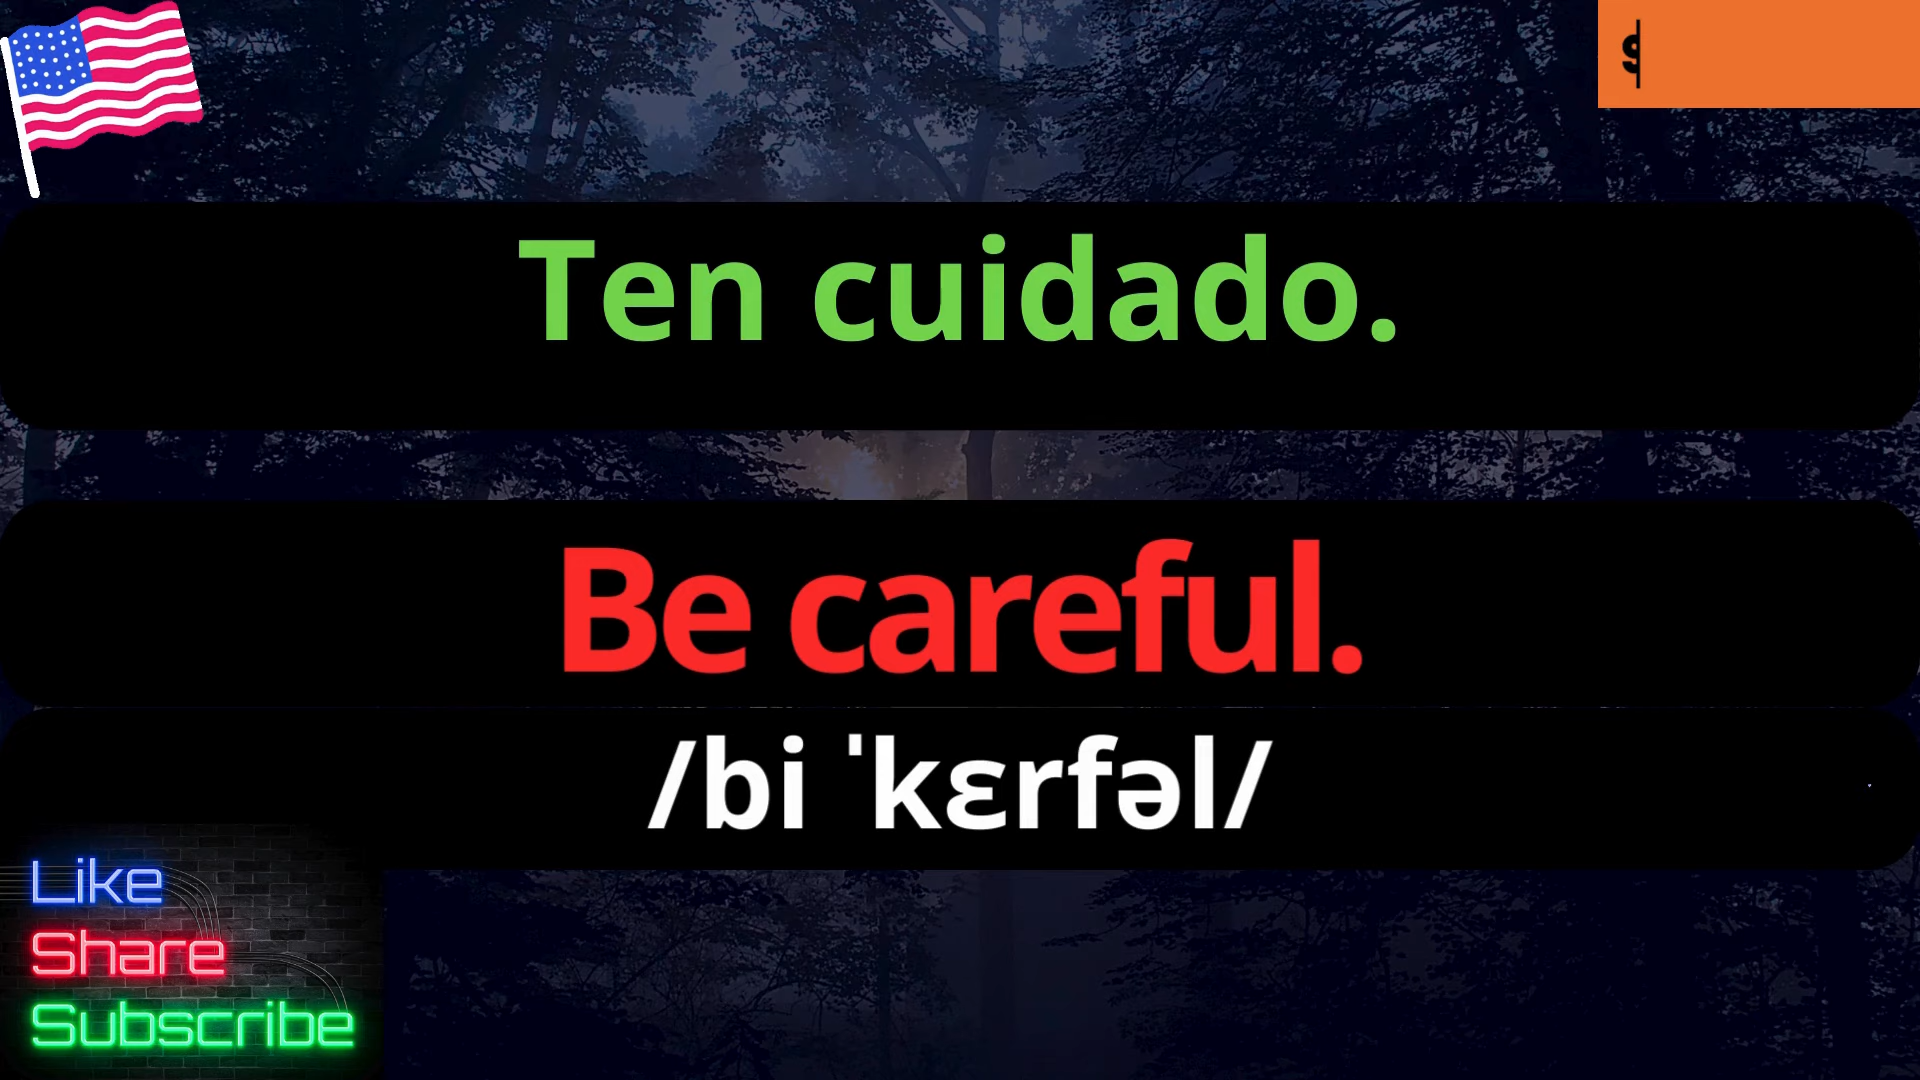 Ten cuidado.
Be careful.
/bi ˈkɛrfəl/
Like
Share
Subscribe